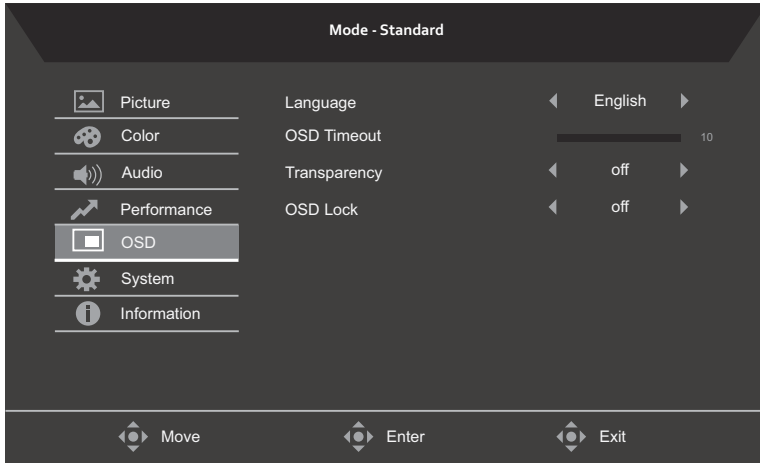 Mode - Standard
Picture
Language
English
Color
OSD Timeout
10
Audio
Transparency
off
Performance
OSD Lock
off
OSD
System
Information
Move
Enter
Exit